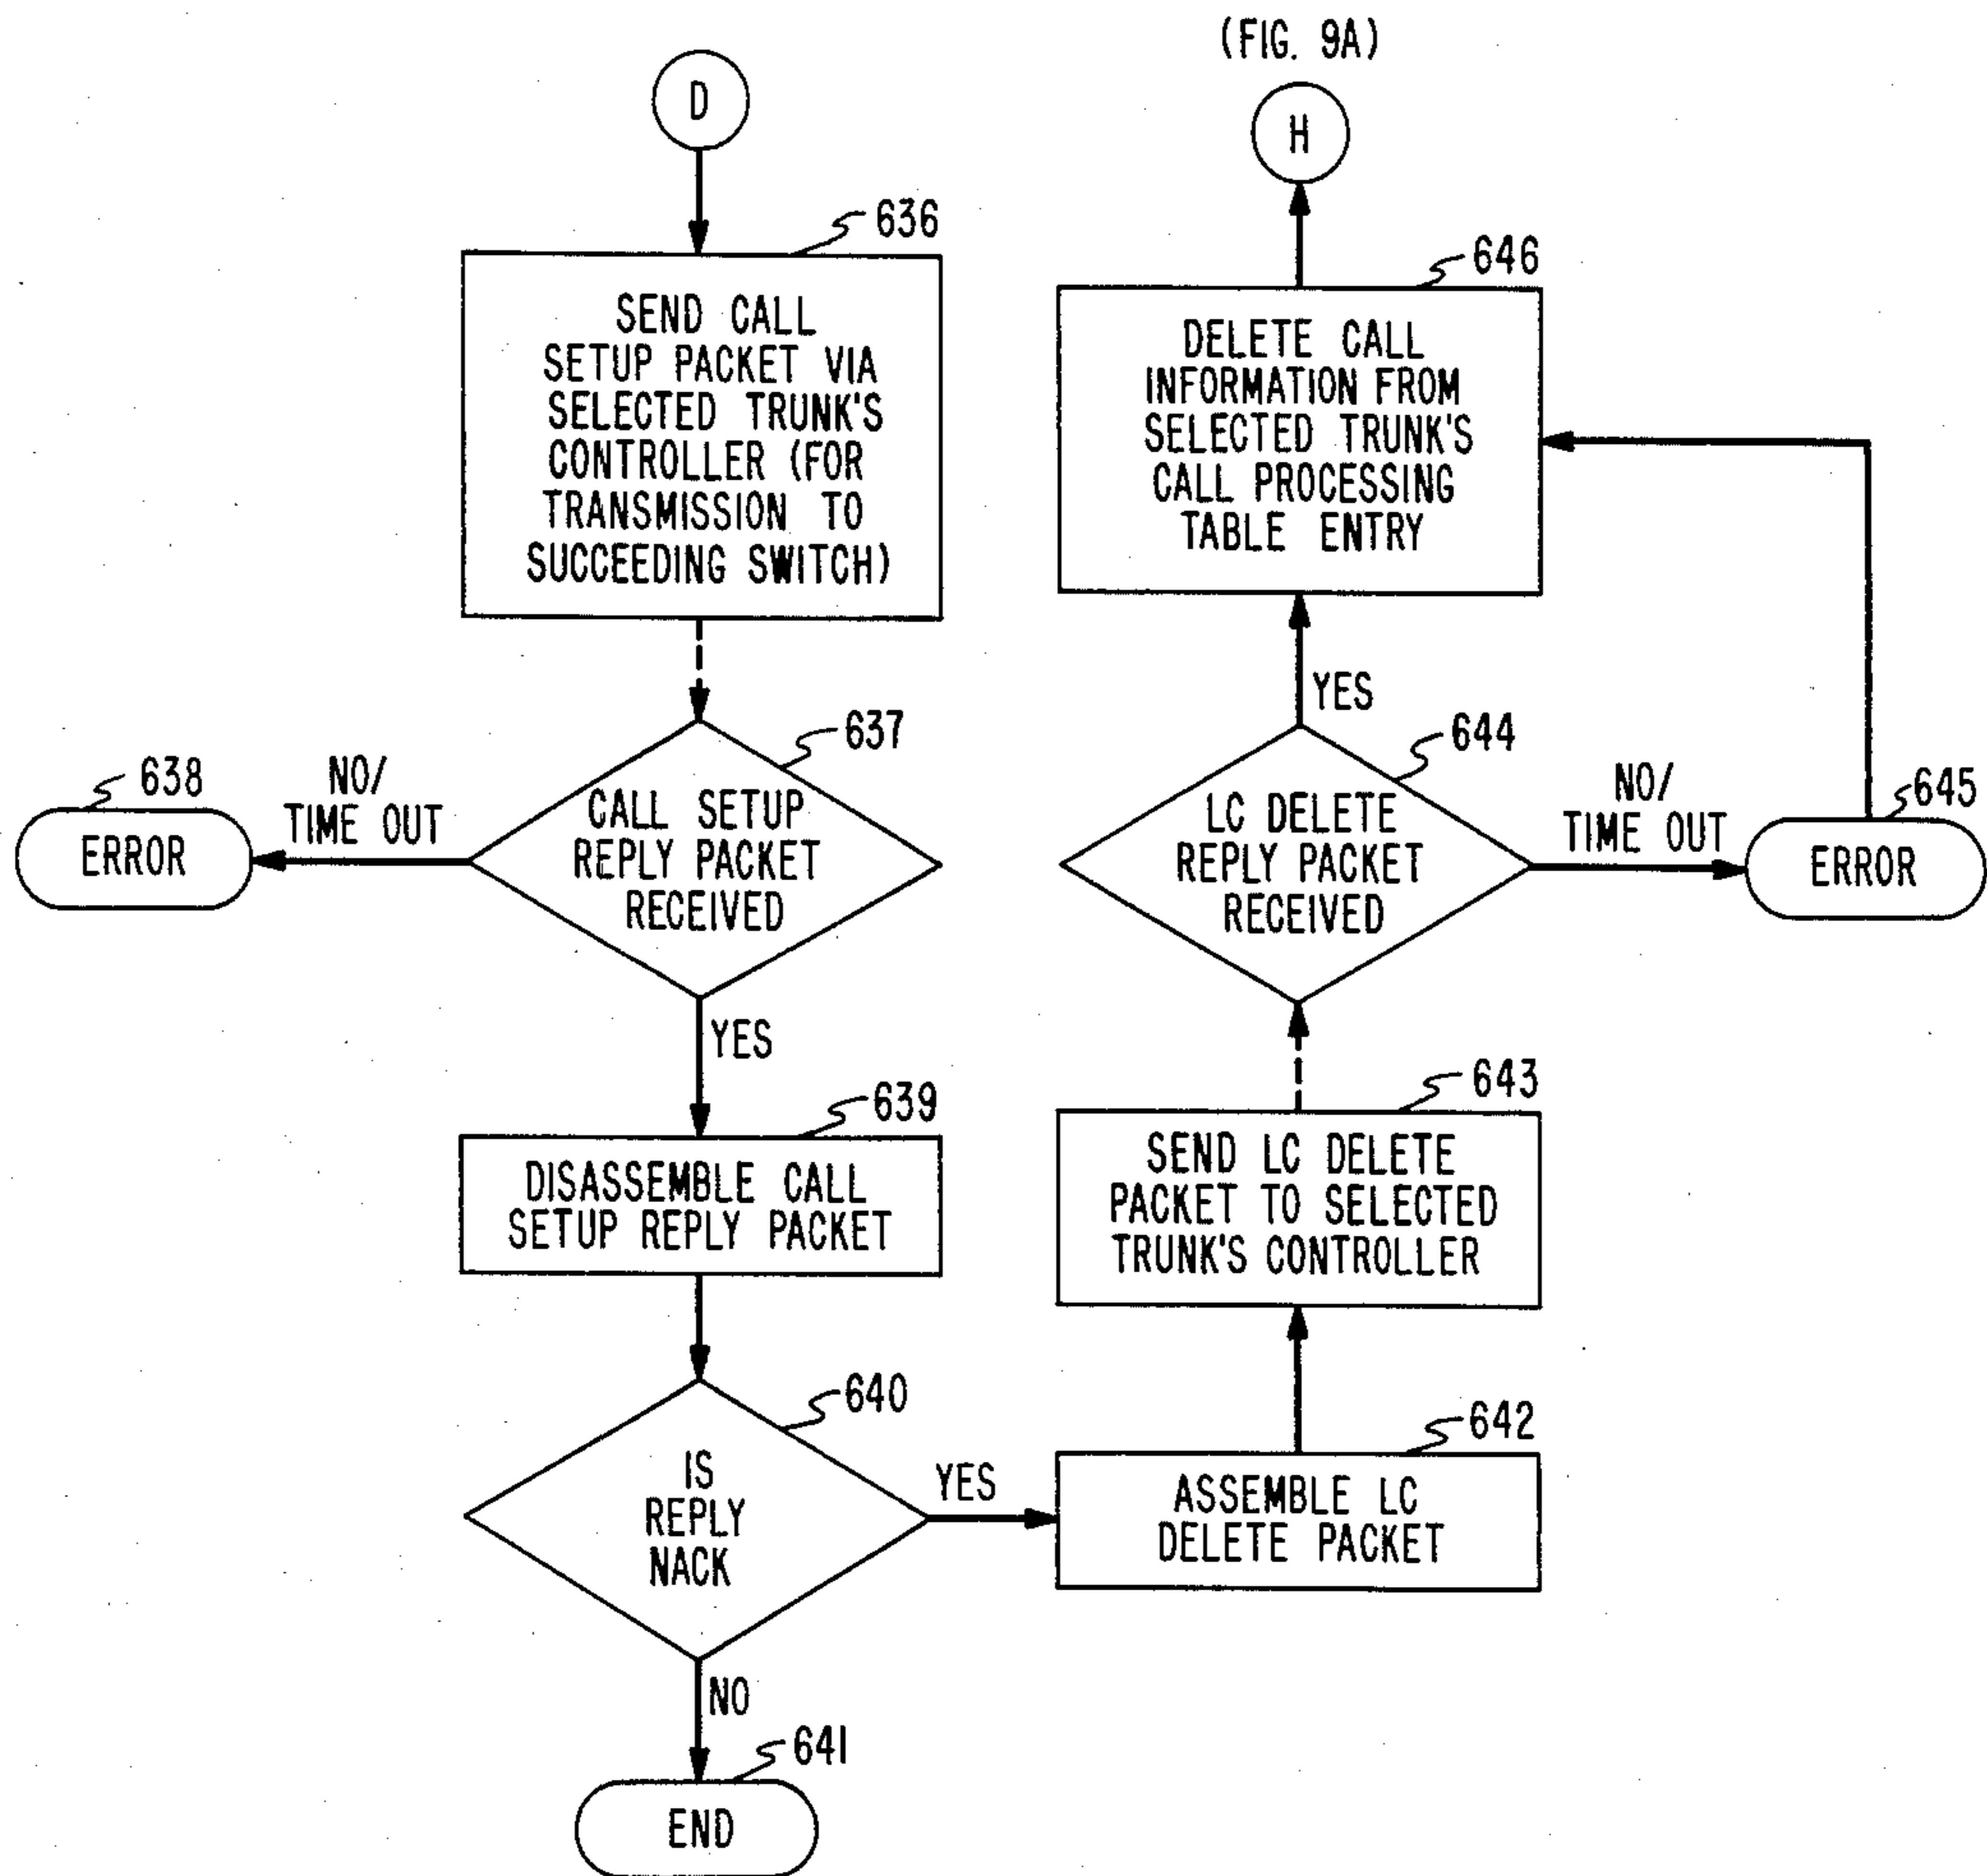 D
636
SEND CALL
SETUP PACKET VIA
SELECTED TRUNK'S
CONTROLLER (FOR
TRANSMISSION TO
SUCCEEDING SWITCH)
637
CALL SETUP
REPLY PACKET
RECEIVED
NO/
TIME OUT
638
ERROR
YES
639
DISASSEMBLE CALL
SETUP REPLY PACKET
640
IS
REPLY
NACK
NO
641
END
YES
642
ASSEMBLE LC
DELETE PACKET
643
SEND LC DELETE
PACKET TO SELECTED
TRUNK'S CONTROLLER
644
LC DELETE
REPLY PACKET
RECEIVED
NO/
TIME OUT
645
ERROR
YES
646
DELETE CALL
INFORMATION FROM
SELECTED TRUNK'S
CALL PROCESSING
TABLE ENTRY
H
(FIG. 9A)